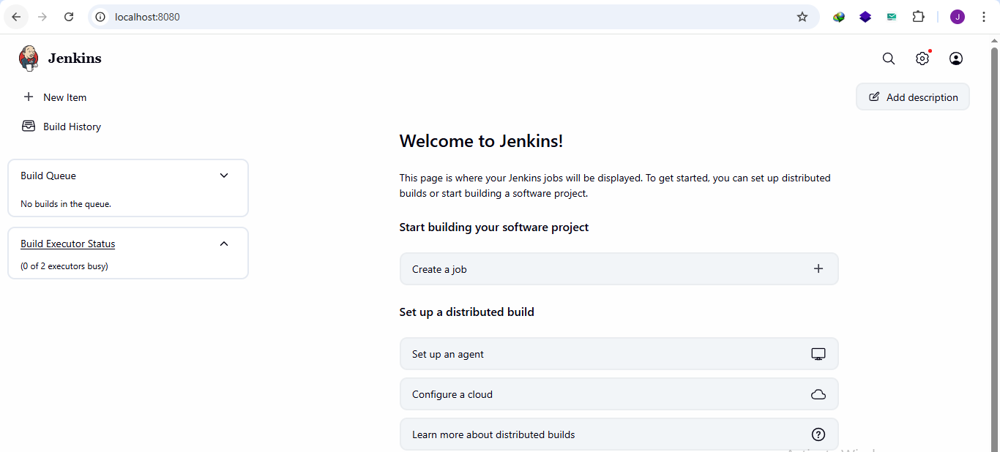 localhost:8080
J
Jenkins
New Item
Add description
Build History
Welcome to Jenkins!
Build Queue
No builds in the queue.
This page is where your Jenkins jobs will be displayed. To get started, you can set up distributed
builds or start building a software project.
Start building your software project
Build Executor Status
(0 of 2 executors busy)
Create a job
Set up a distributed build
Set up an agent
Configure a cloud
Learn more about distributed builds